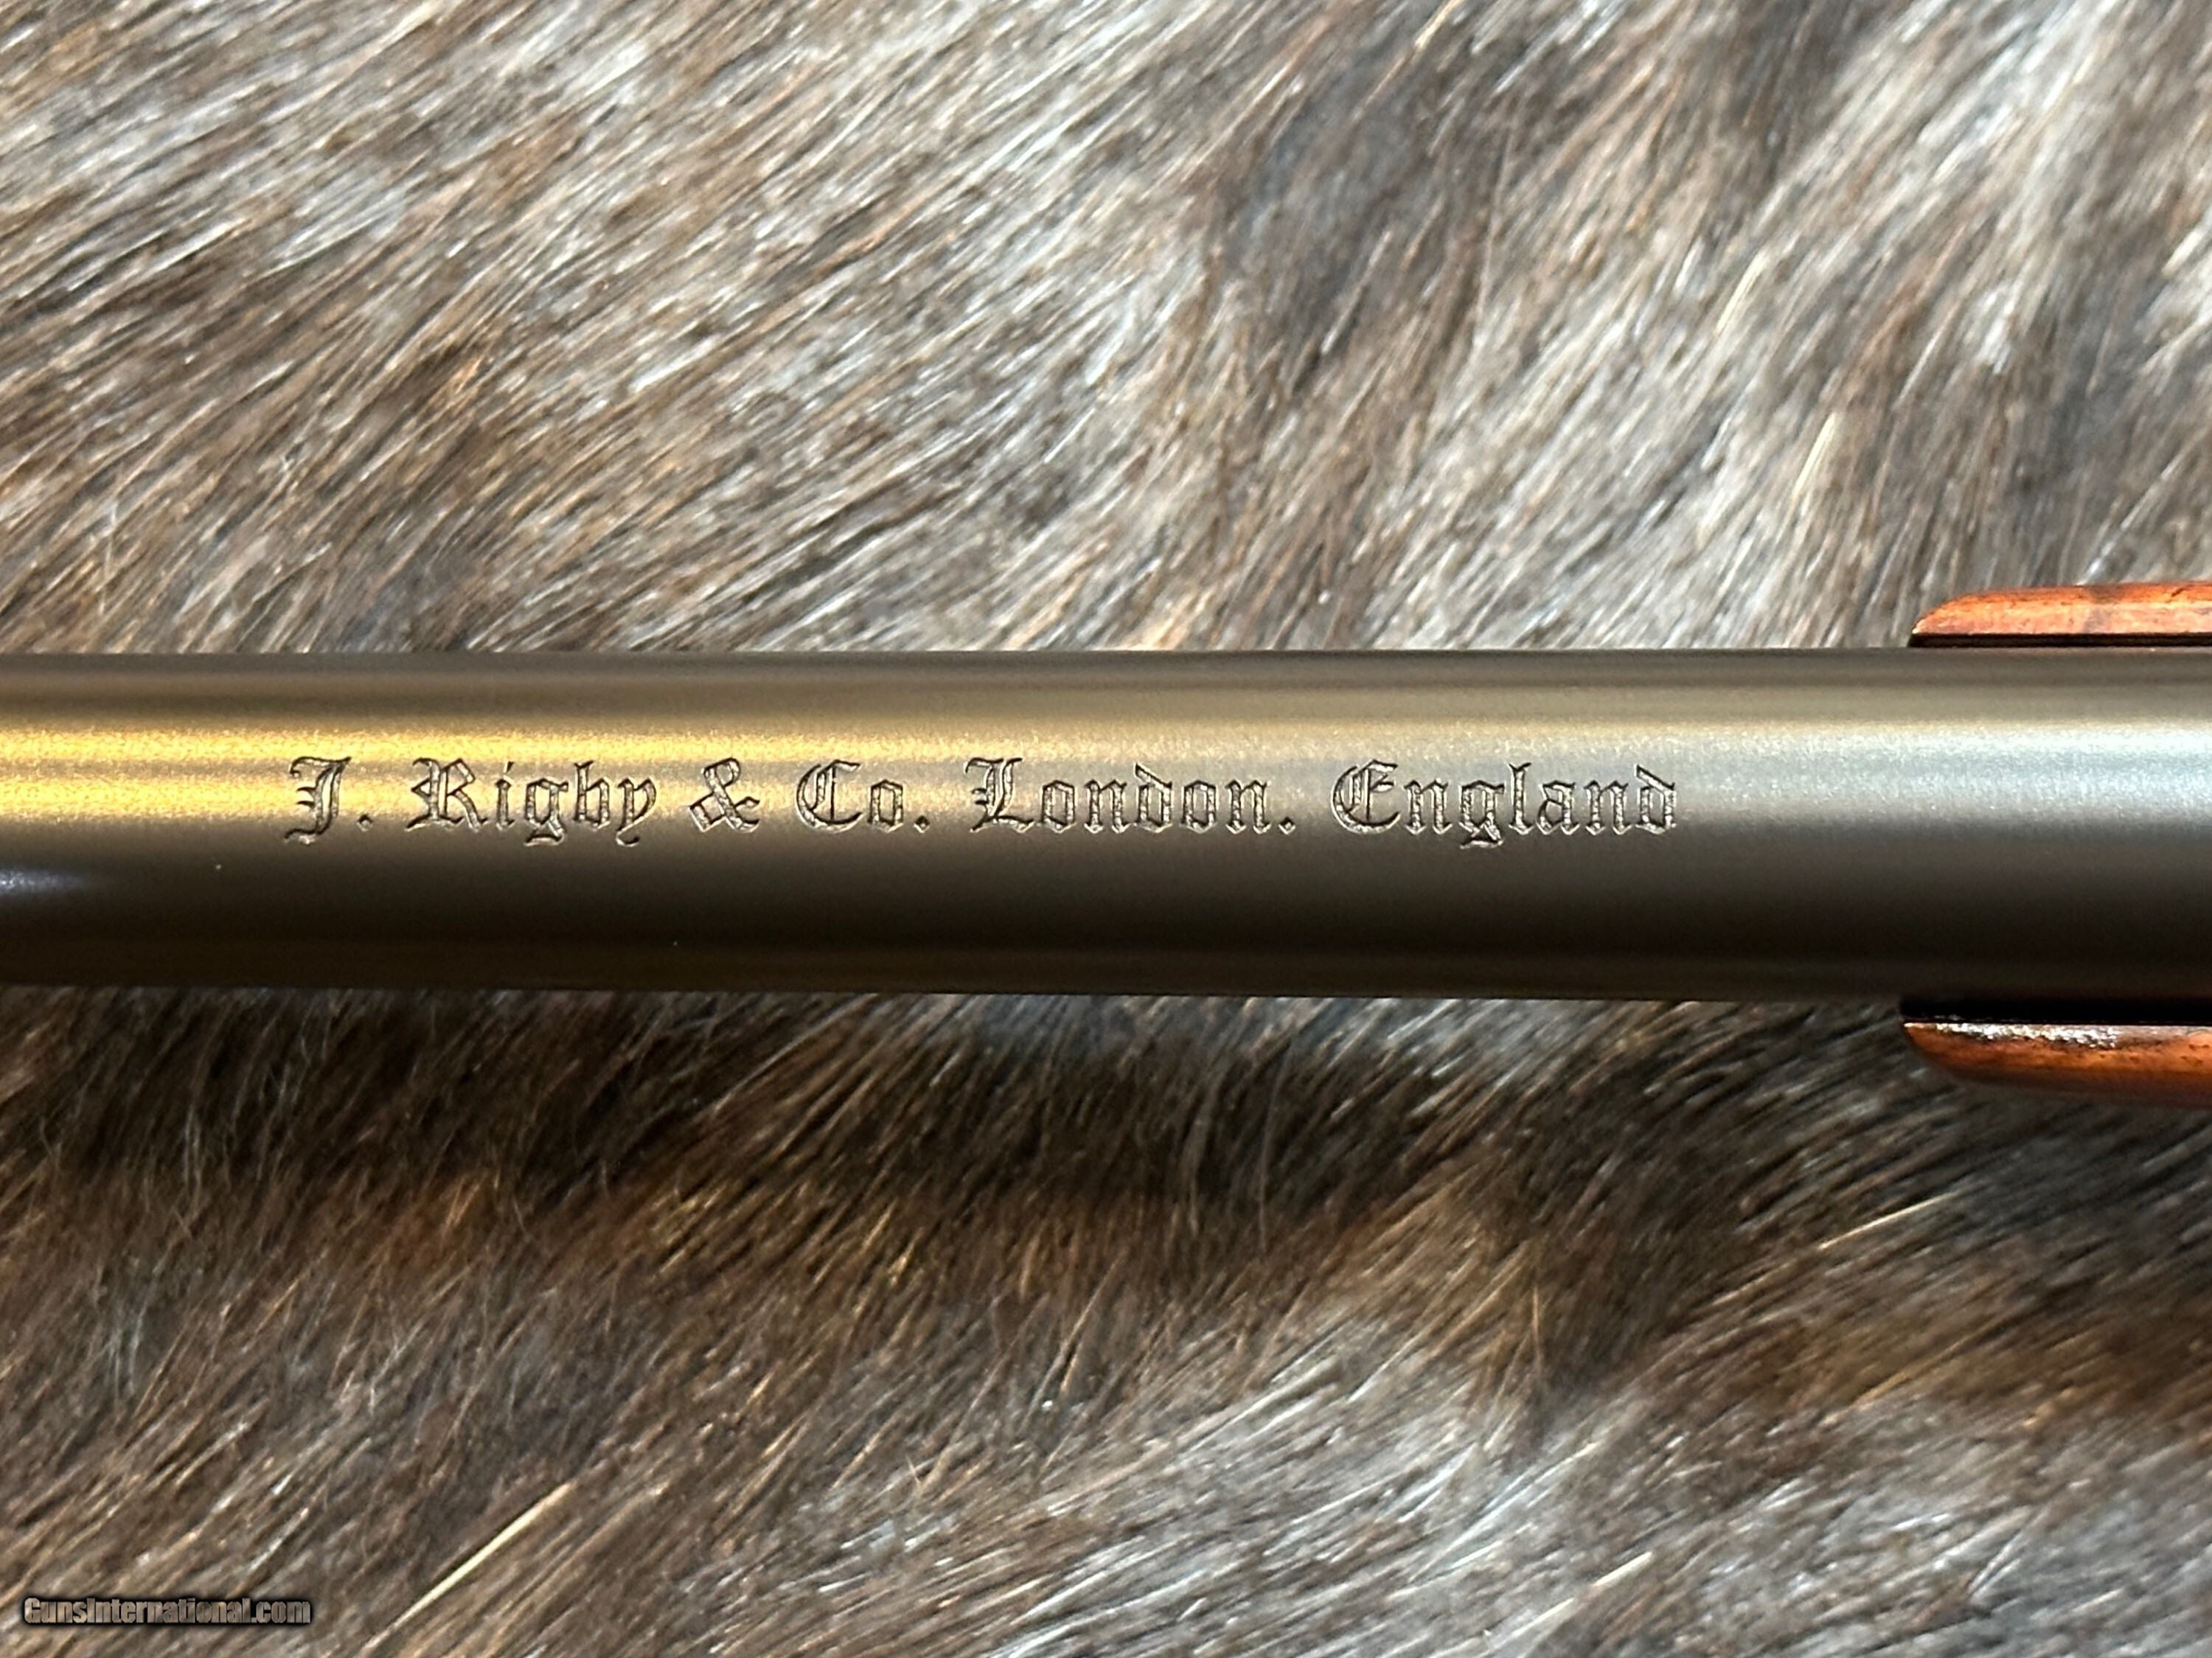 J. Rigby & Co. London. England
GunsInternational.com